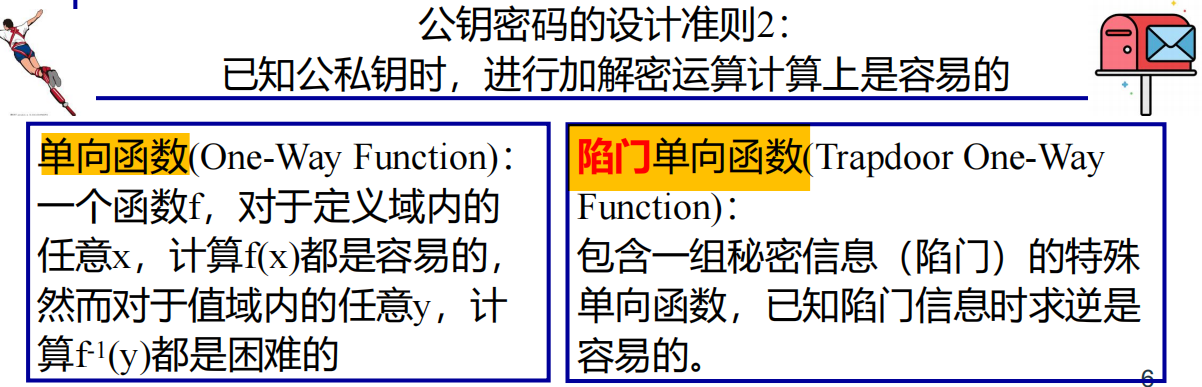 公钥密码的设计准则2：
已知公私钥时，进行加解密运算计算上是容易的
单向函数(One-Way Function)：
一个函数f，对于定义域内的
任意x，计算f(x)都是容易的，
然而对于值域内的任意y，计
算f-1(y)都是困难的
陷门单向函数(Trapdoor One-Way
Function)：
包含一组秘密信息（陷门）的特殊
单向函数，已知陷门信息时求逆是
容易的。
6